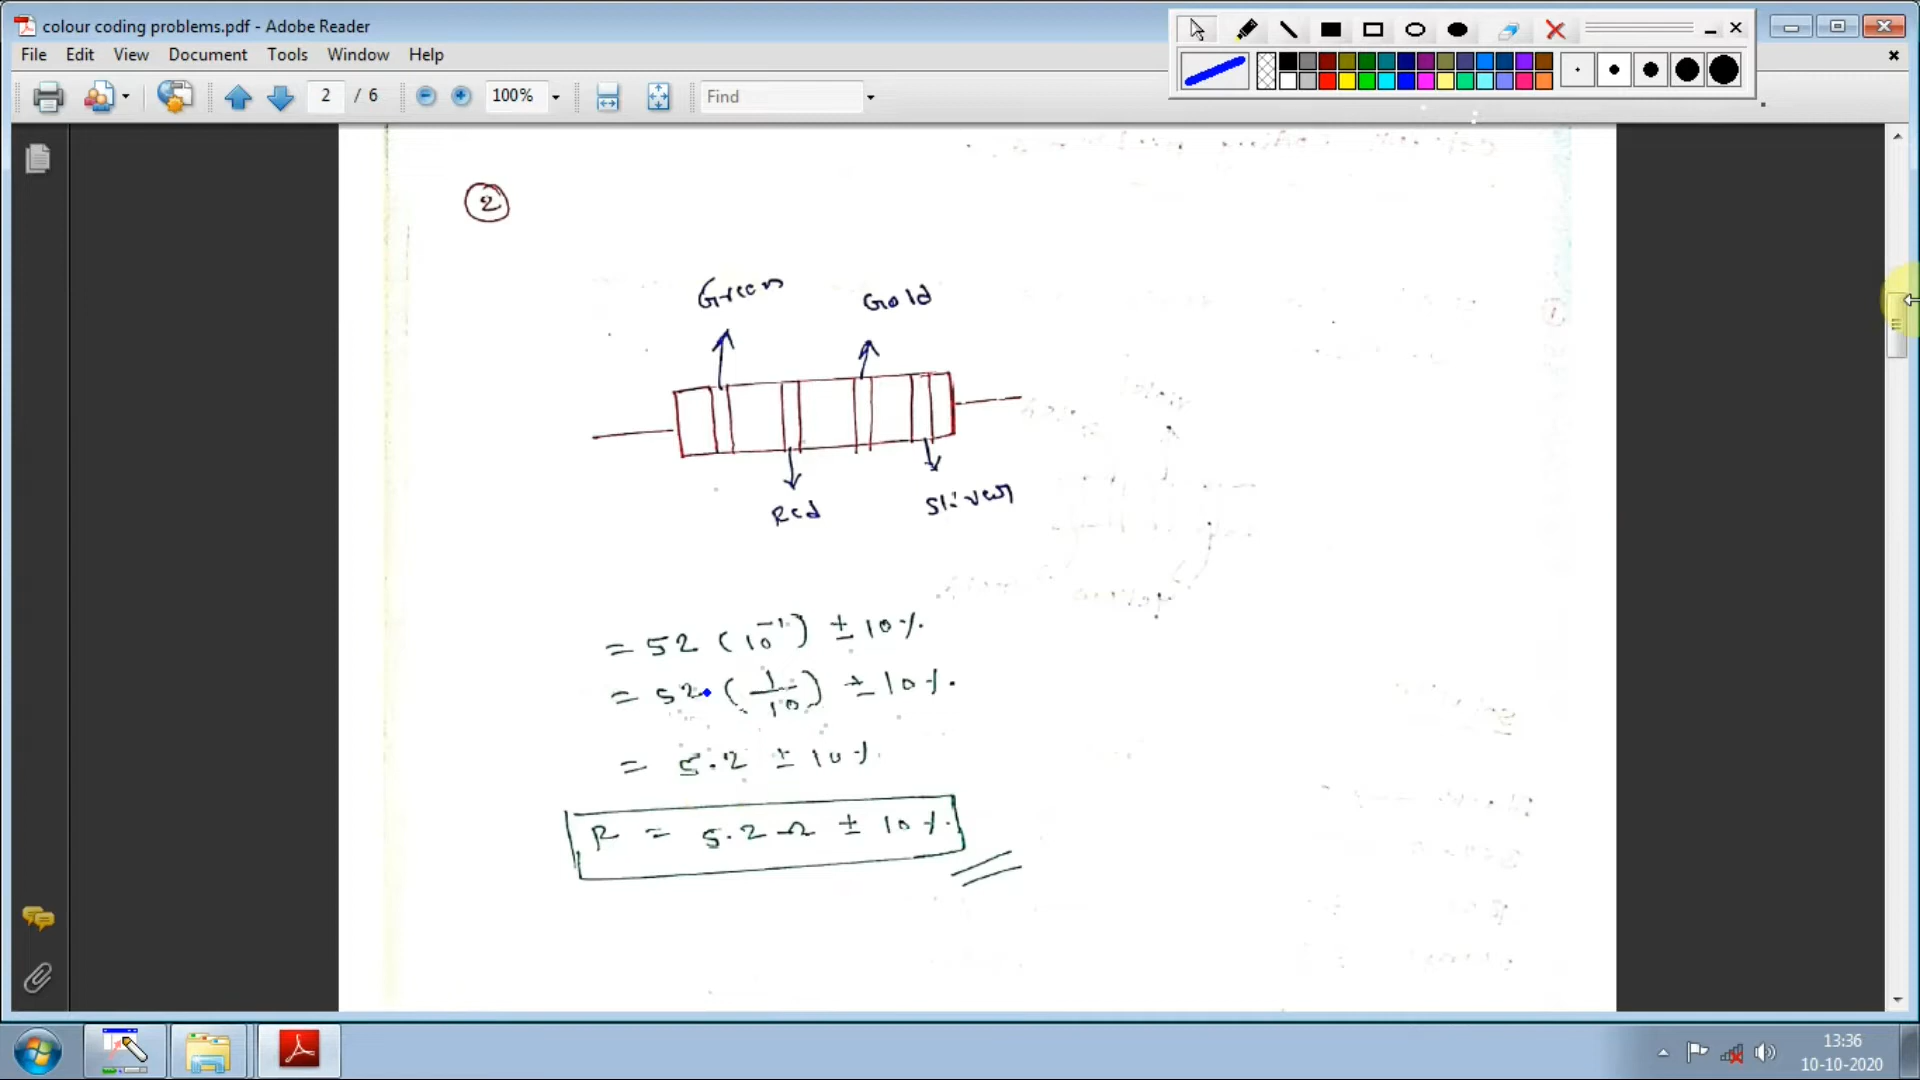 colour coding problems.pdf - Adobe Reader
File Edit View Document Tools Window Help
2 / 6 100% Find
2
Green Gold
Red Sliver
= 52 (10⁻¹) ± 10%
= 52 (1/10) ± 10%.
= 5.2 ± 10%
R = 5.2 Ω ± 10%.
13:36
10-10-2020